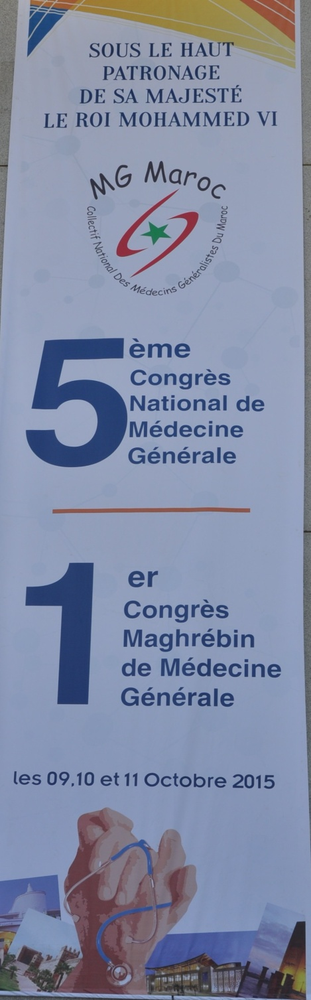 SOUS LE HAUT
PATRONAGE
DE SA MAJESTÉ
LE ROI MOHAMMED VI
MG Maroc
Collectif National Des Médecins Généralistes Du Maroc
5ème
Congrès
National de
Médecine
Générale
1er
Congrès
Maghrébin
de Médecine
Générale
les 09,10 et 11 Octobre 2015